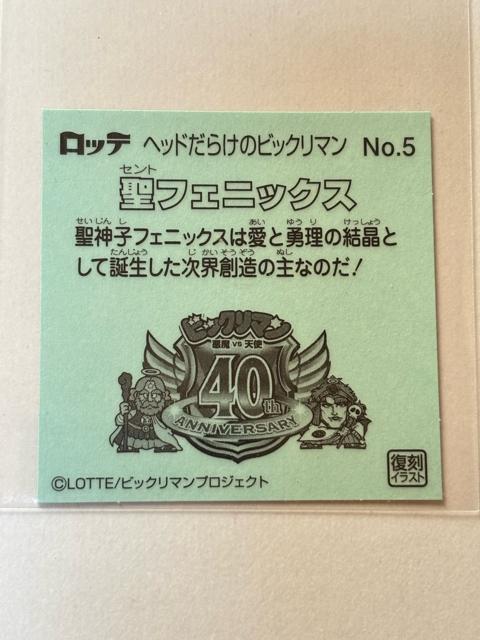 ロッテ ヘッドだらけのビックリマン No.5
セント
聖フェニックス
せいじんし あい ゆうり けっしょう
聖神子フェニックスは愛と勇理の結晶と
たんじょう じかいそうぞう ぬし
して誕生した次界創造の主なのだ!
ビックリマン
悪魔 VS 天使
40th
ANNIVERSARY
復刻
イラスト
©LOTTE/ビックリマンプロジェクト